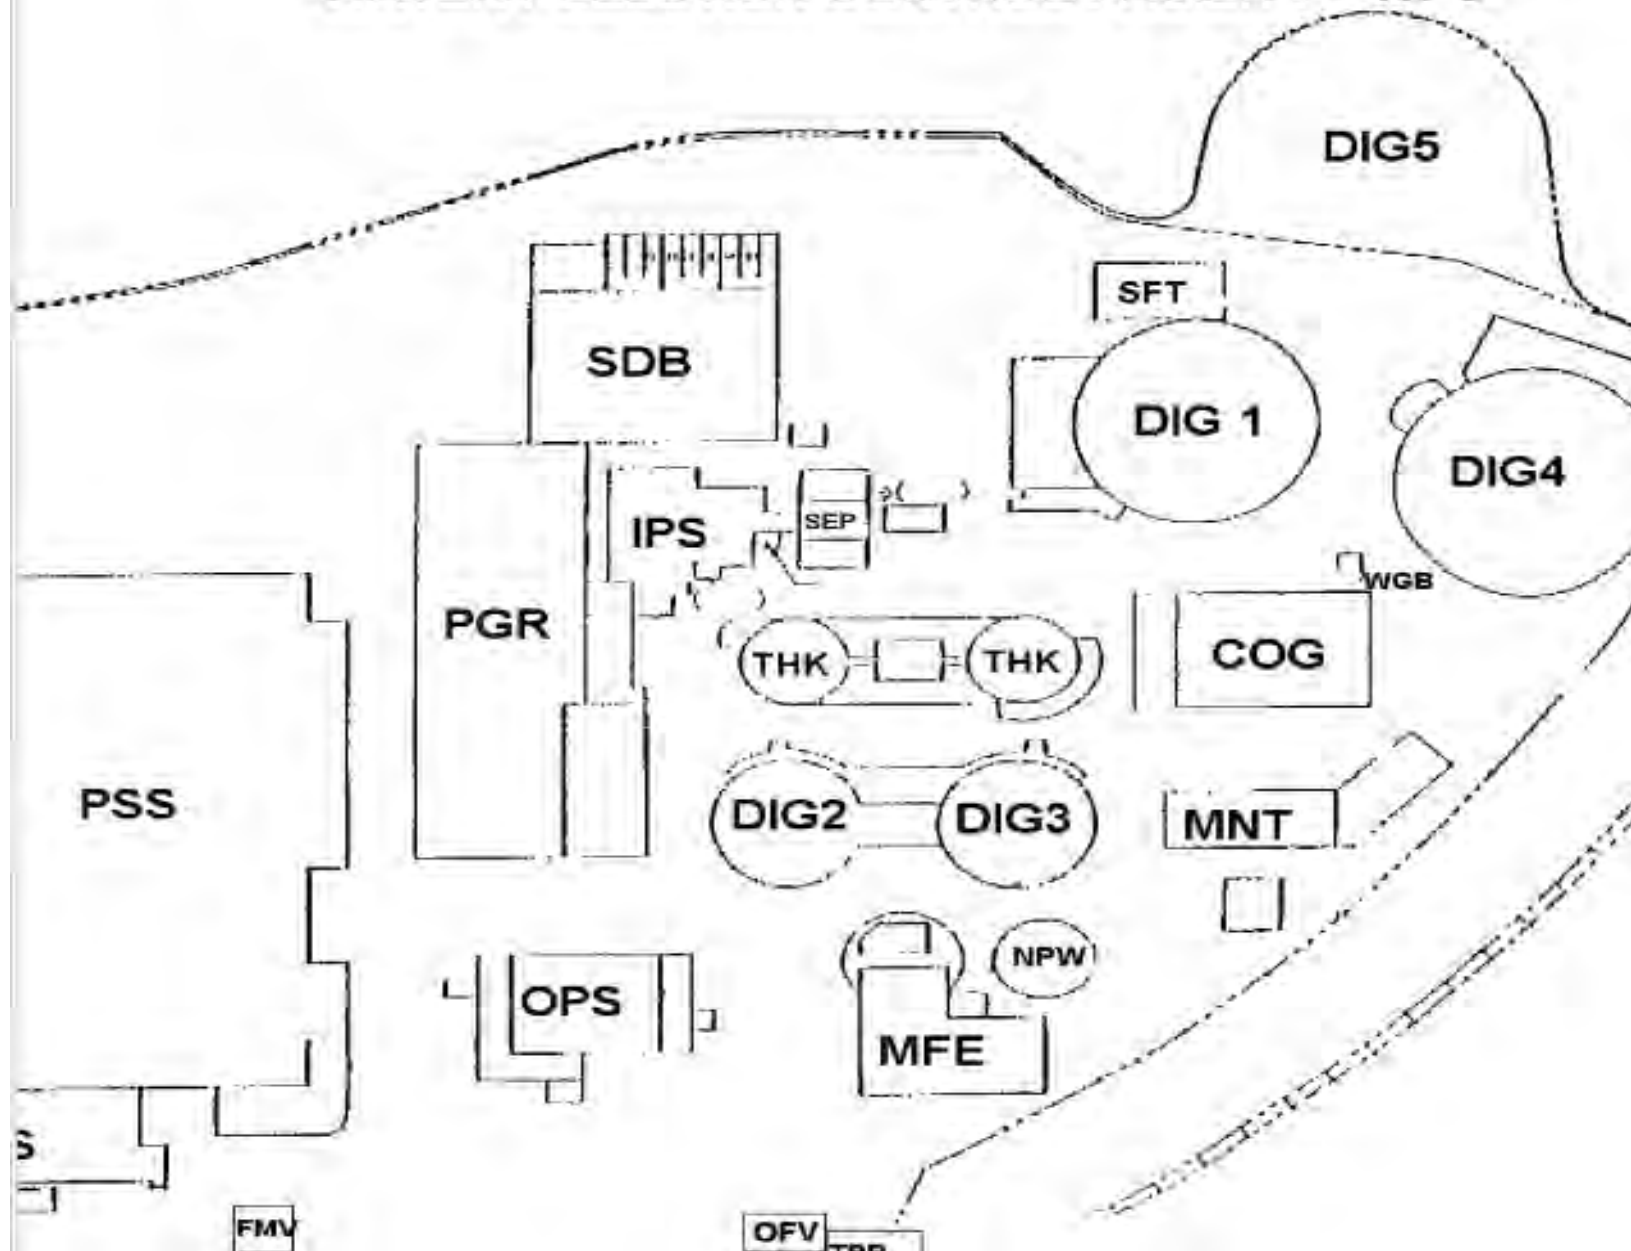 DIG5
SFT
SDB
DIG 1
DIG4
SEP
IPS
WGB
PGR
THK
THK
COG
PSS
DIG2
DIG3
MNT
NPW
OPS
MFE
S
FMV
OFV